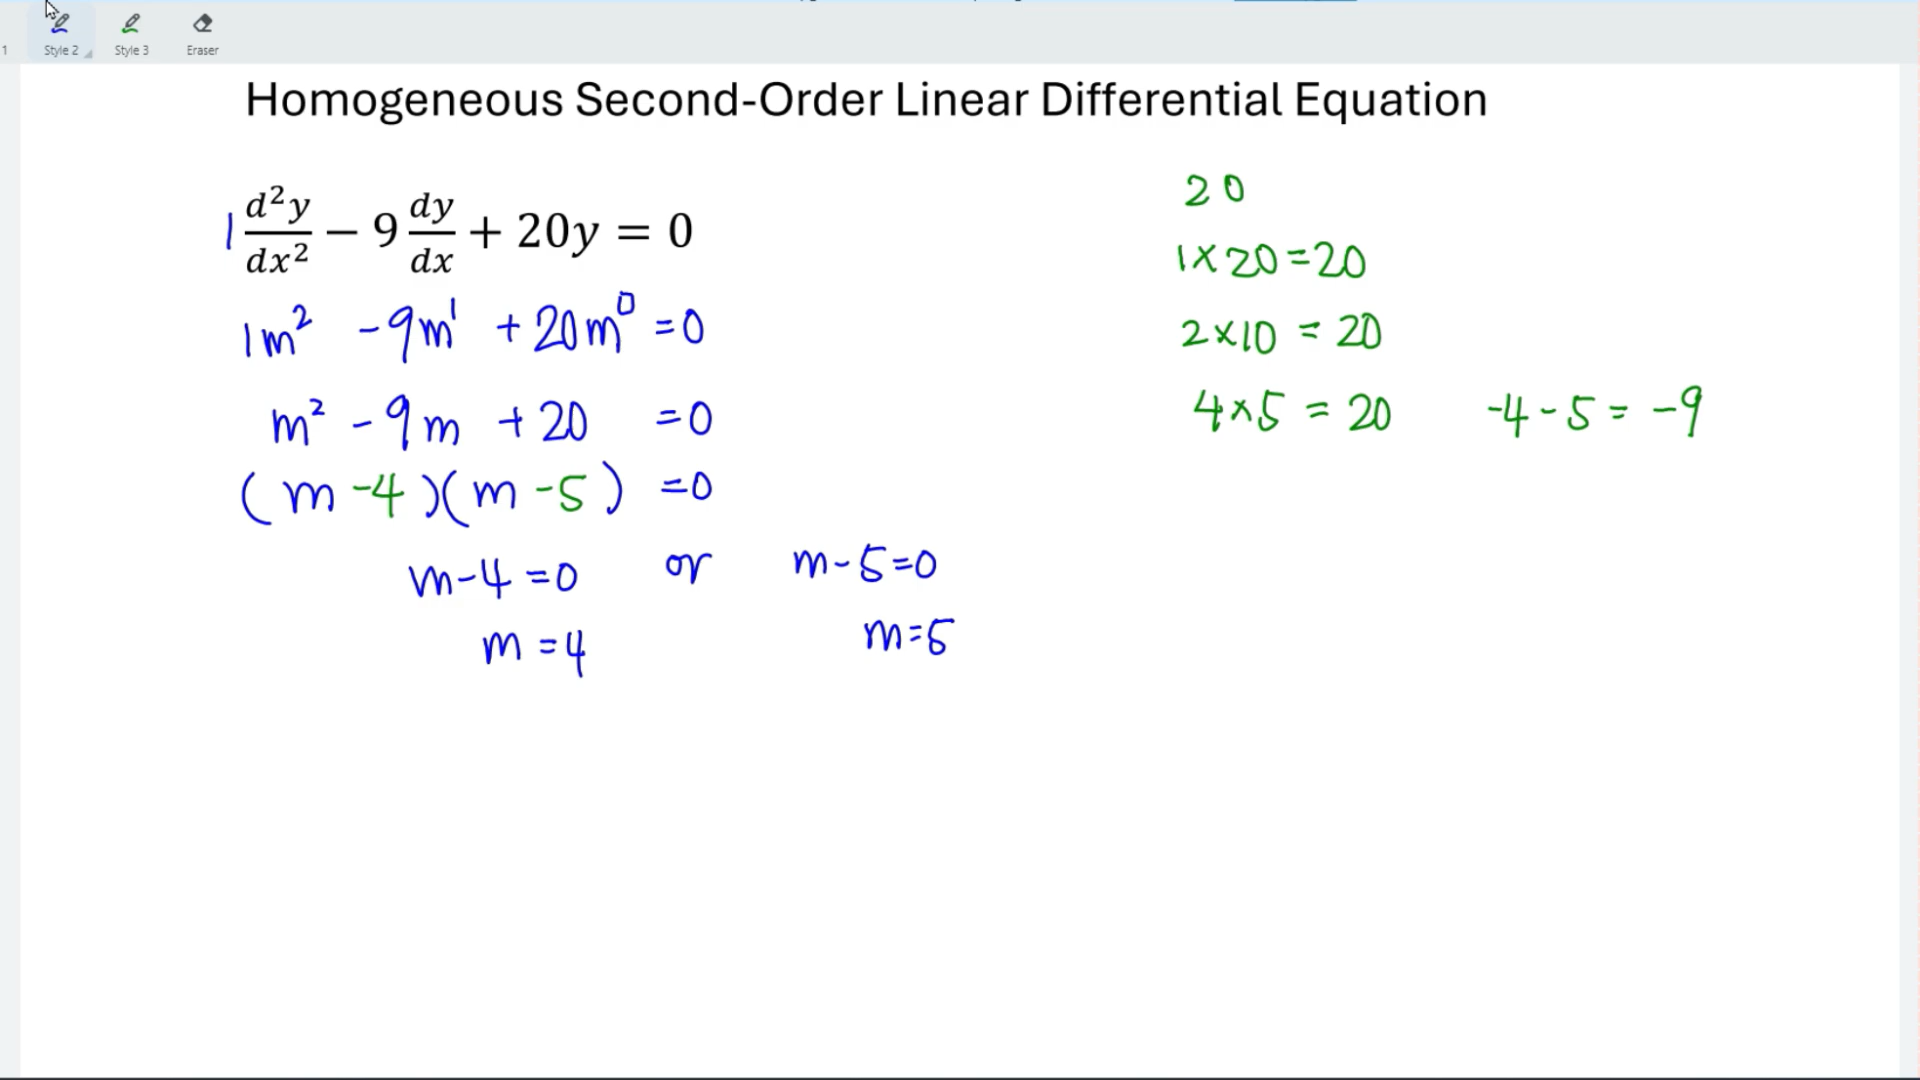 1
Style 2
Style 3
Eraser
Homogeneous Second-Order Linear Differential Equation
1 d²y/dx² − 9 dy/dx + 20y = 0
1m² -9m¹ +20m⁰ =0
m² -9m +20 =0
(m -4)(m -5) =0
m-4=0 or m-5=0
m=4 m=5
20
1×20=20
2×10=20
4×5=20 -4-5=-9